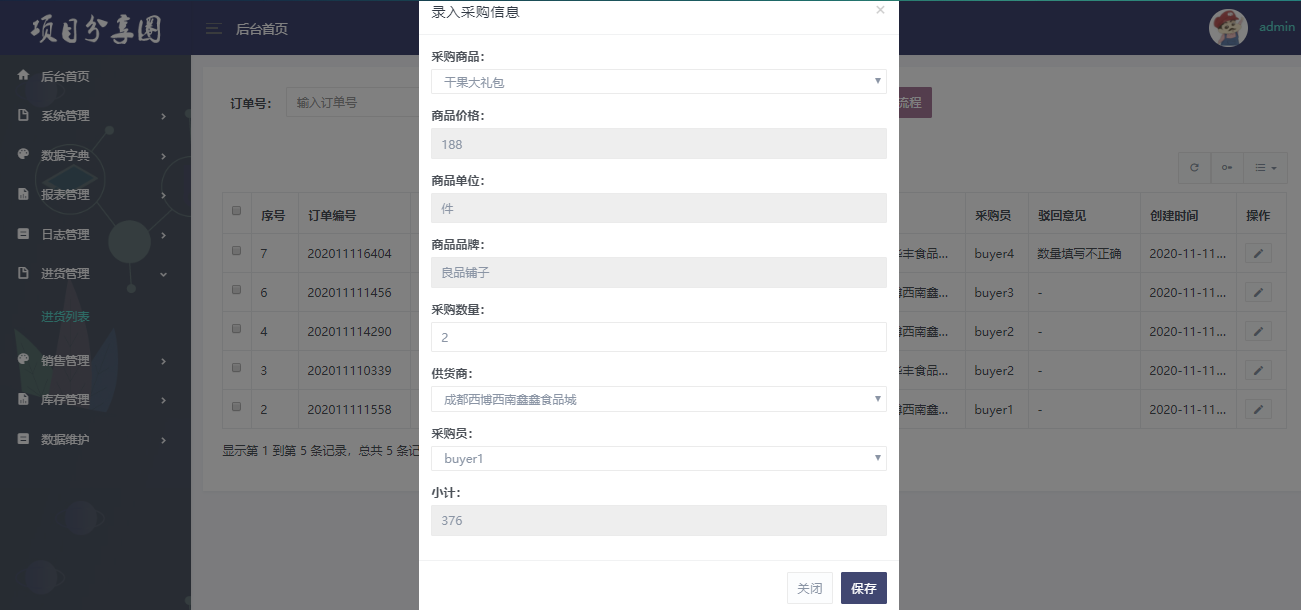 项目分享圈
后台首页
admin
后台首页
系统管理
数据字典
报表管理
日志管理
进货管理
进货列表
销售管理
库存管理
数据维护
订单号：
输入订单号
流程
序号
订单编号
采购员
驳回意见
创建时间
操作
7
202011116404
丰食品...
buyer4
数量填写不正确
2020-11-11...
6
202011111456
西南鑫...
buyer3
-
2020-11-11...
4
202011114290
西南鑫...
buyer2
-
2020-11-11...
3
202011110339
丰食品...
buyer2
-
2020-11-11...
2
202011111558
西南鑫...
buyer1
-
2020-11-11...
显示第 1 到第 5 条记录，总共 5 条记
录入采购信息
×
采购商品：
干果大礼包
商品价格：
188
商品单位：
件
商品品牌：
良品铺子
采购数量：
2
供货商：
成都西博西南鑫鑫食品城
采购员：
buyer1
小计：
376
关闭
保存